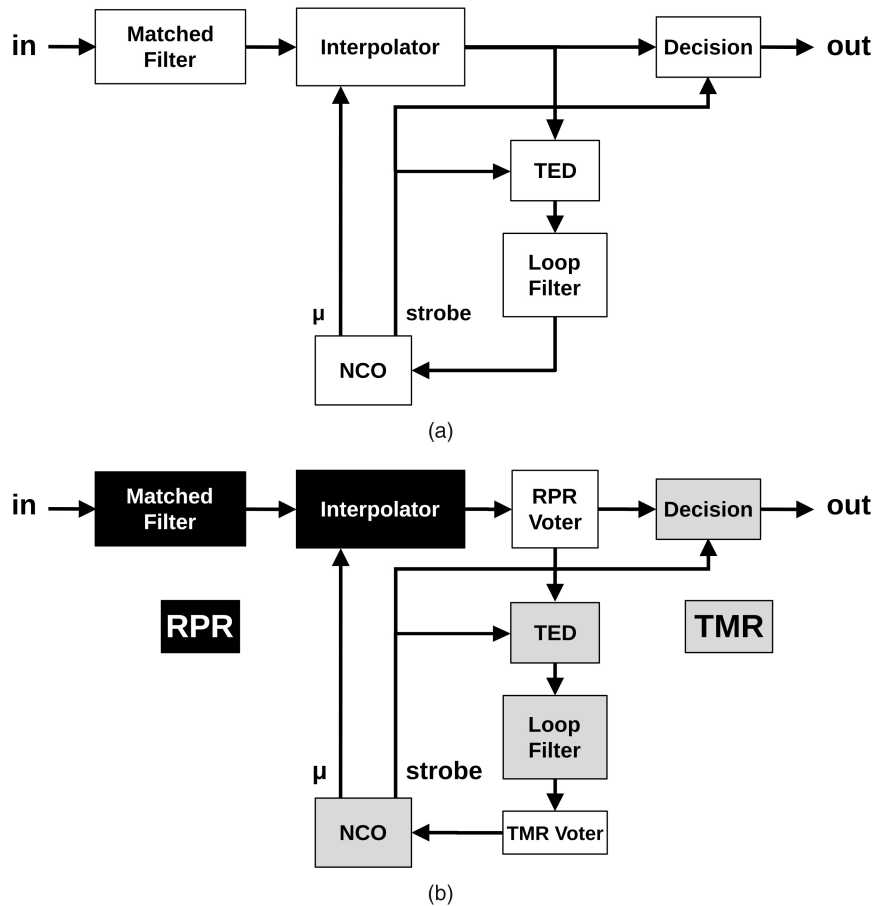 in
Matched
Filter
Interpolator
Decision
out
TED
Loop
Filter
μ
strobe
NCO
(a)
in
Matched
Filter
Interpolator
RPR
Voter
Decision
out
RPR
TED
TMR
Loop
Filter
μ
strobe
NCO
TMR Voter
(b)